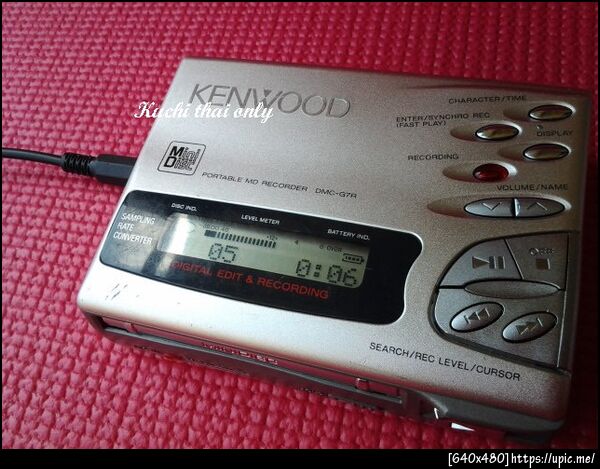 KENWOOD
Kuchi thai only
CHARACTER/TIME
ENTER/SYNCHRO REC
(FAST PLAY)
DISPLAY
RECORDING
VOLUME/NAME
MD
PORTABLE MD RECORDER DMC-G7R
DISC IND.
LEVEL METER
BATTERY IND.
SAMPLING
RATE
CONVERTER
OVER
05
0:06
DIGITAL EDIT & RECORDING
SEARCH/REC LEVEL/CURSOR
[640x480]https://upic.me/